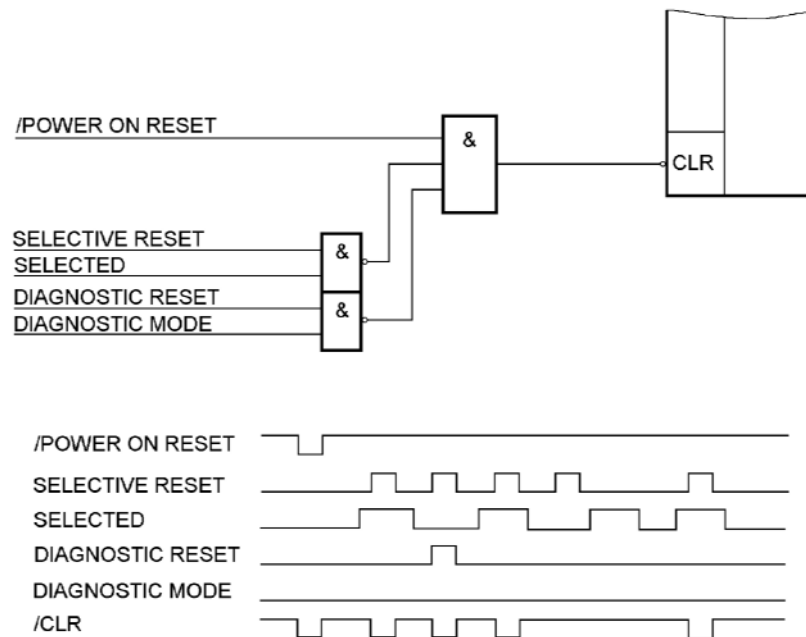 /POWER ON RESET
&
CLR
SELECTIVE RESET
SELECTED
&
DIAGNOSTIC RESET
DIAGNOSTIC MODE
&
/POWER ON RESET
SELECTIVE RESET
SELECTED
DIAGNOSTIC RESET
DIAGNOSTIC MODE
/CLR